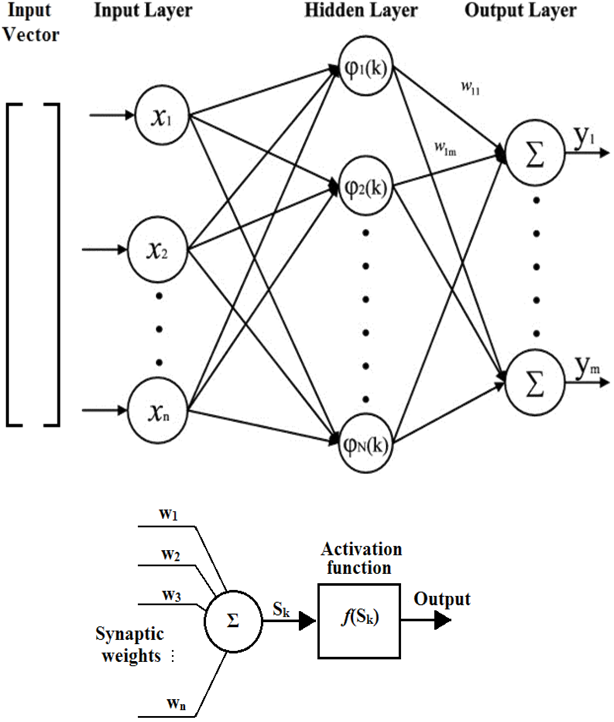 Input Vector
Input Layer
Hidden Layer
Output Layer
x1
x2
xn
φ1(k)
φ2(k)
φN(k)
w11
w1m
Σ
y1
Σ
ym
w1
w2
w3
Synaptic weights
wn
Σ
Sk
Activation function
f(Sk)
Output